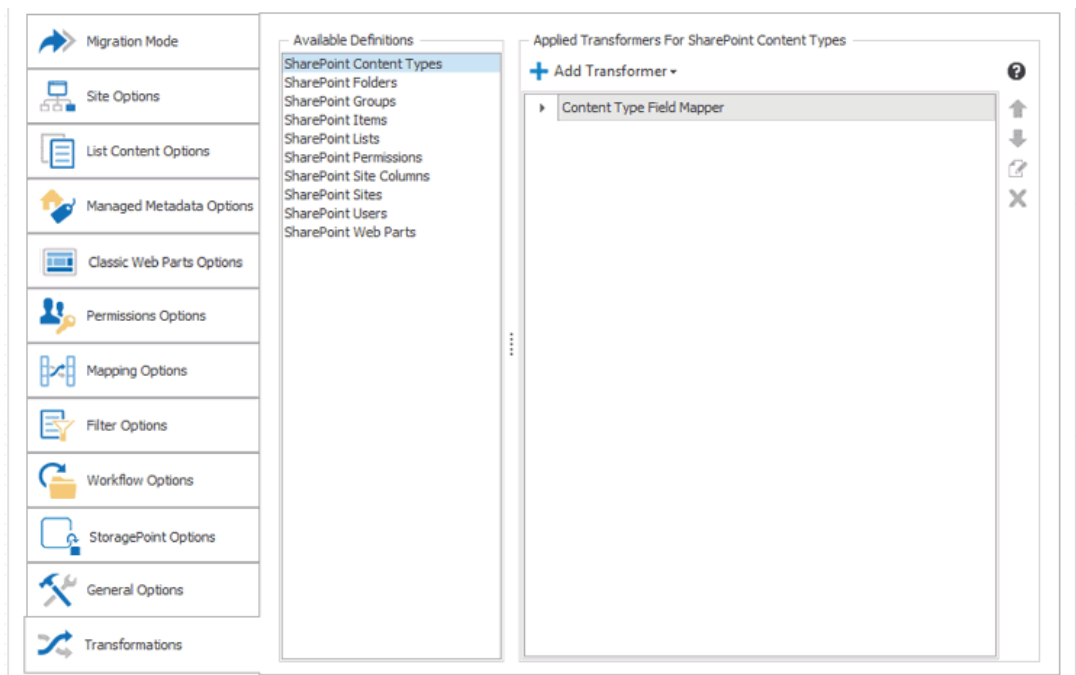 Migration Mode
Site Options
List Content Options
Managed Metadata Options
Classic Web Parts Options
Permissions Options
Mapping Options
Filter Options
Workflow Options
StoragePoint Options
General Options
Transformations
Available Definitions
SharePoint Content Types
SharePoint Folders
SharePoint Groups
SharePoint Items
SharePoint Lists
SharePoint Permissions
SharePoint Site Columns
SharePoint Sites
SharePoint Users
SharePoint Web Parts
Applied Transformers For SharePoint Content Types
Add Transformer
Content Type Field Mapper